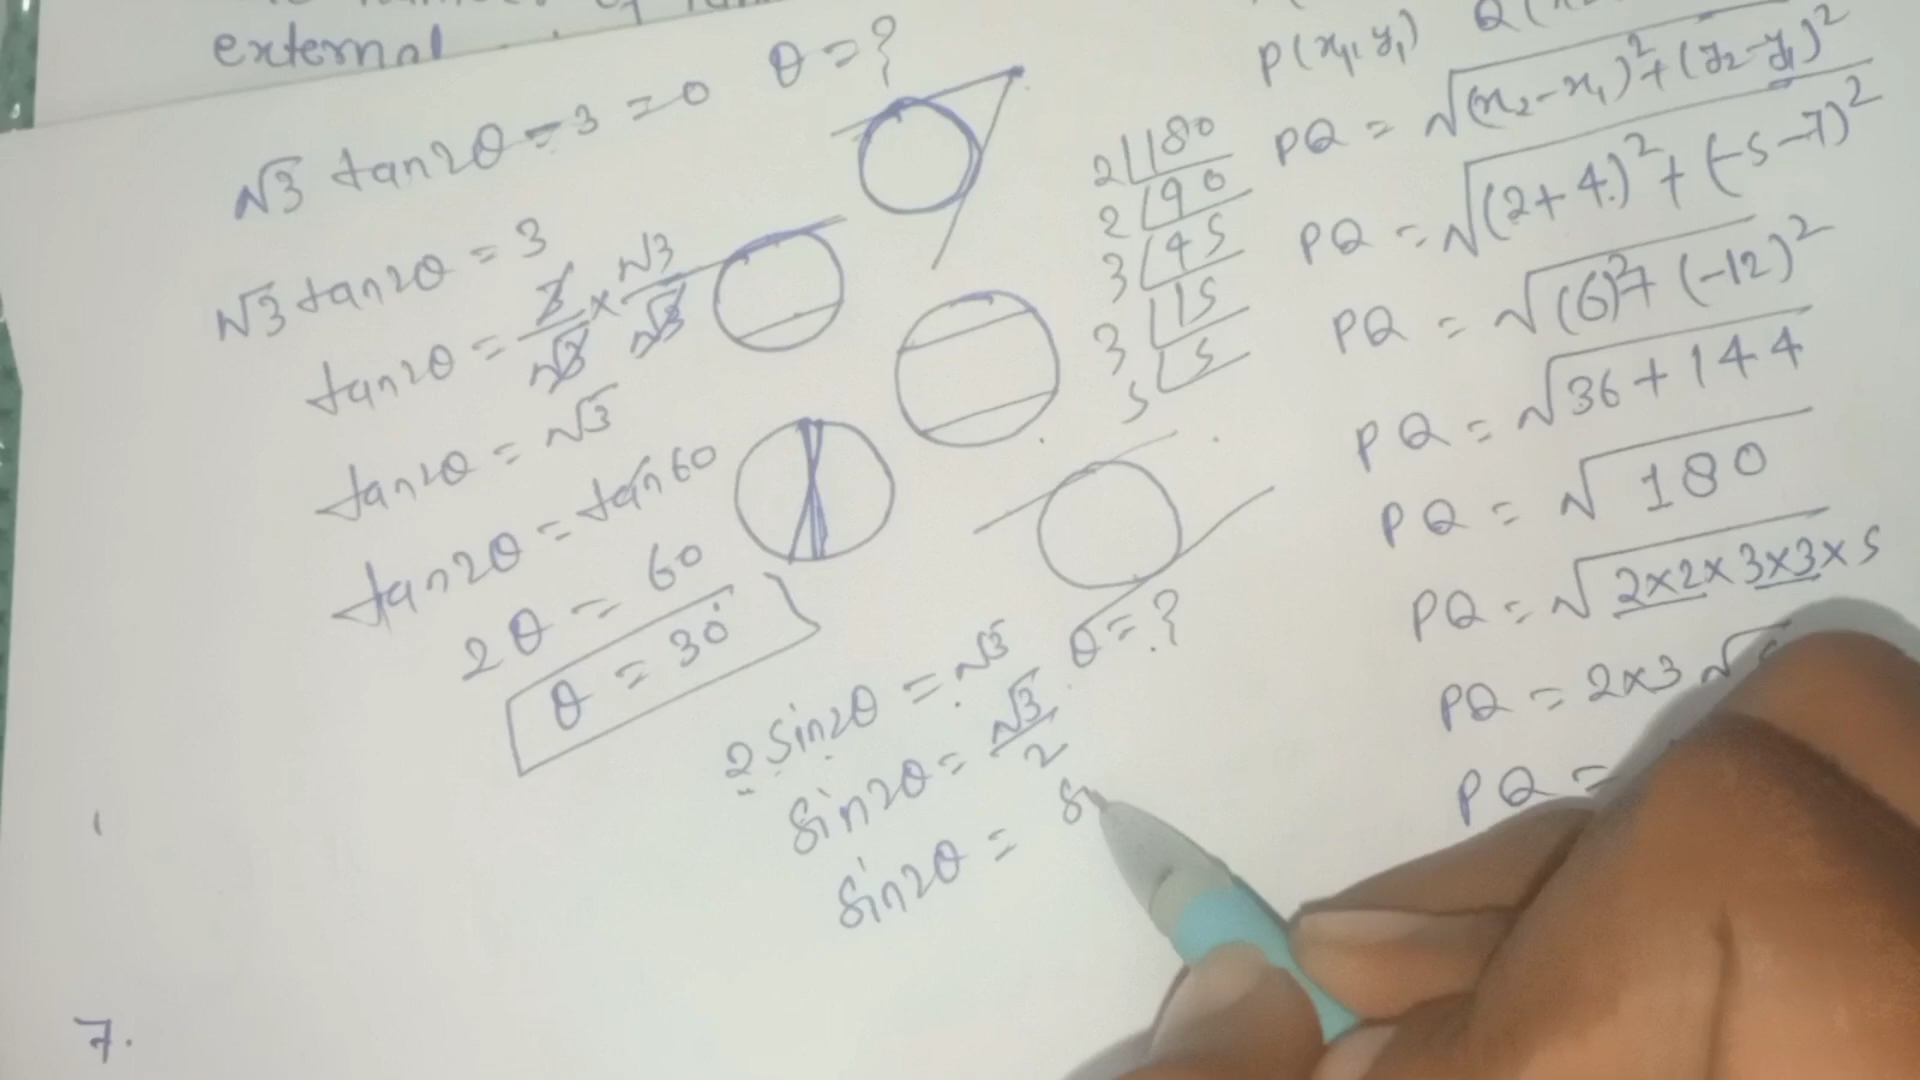 external
√3 tan2θ - 3 = 0 θ = ?
√3 tan2θ = 3
tan2θ = 3/√3 × √3/√3
tan2θ = √3
tan2θ = tan60
2θ = 60
θ = 30°
2 sin2θ = √3 θ = ?
sin2θ = √3/2
sin2θ =
7.
2 | 180
2 | 90
3 | 45
3 | 15
5 | 5
P(x₁, y₁) Q(
PQ = √(x₂-x₁)²+(y₂-y₁)²
PQ = √(2+4)²+(-5-7)²
PQ = √(6)²+(-12)²
PQ = √36+144
PQ = √180
PQ = √2×2×3×3×5
PQ = 2×3√
PQ =